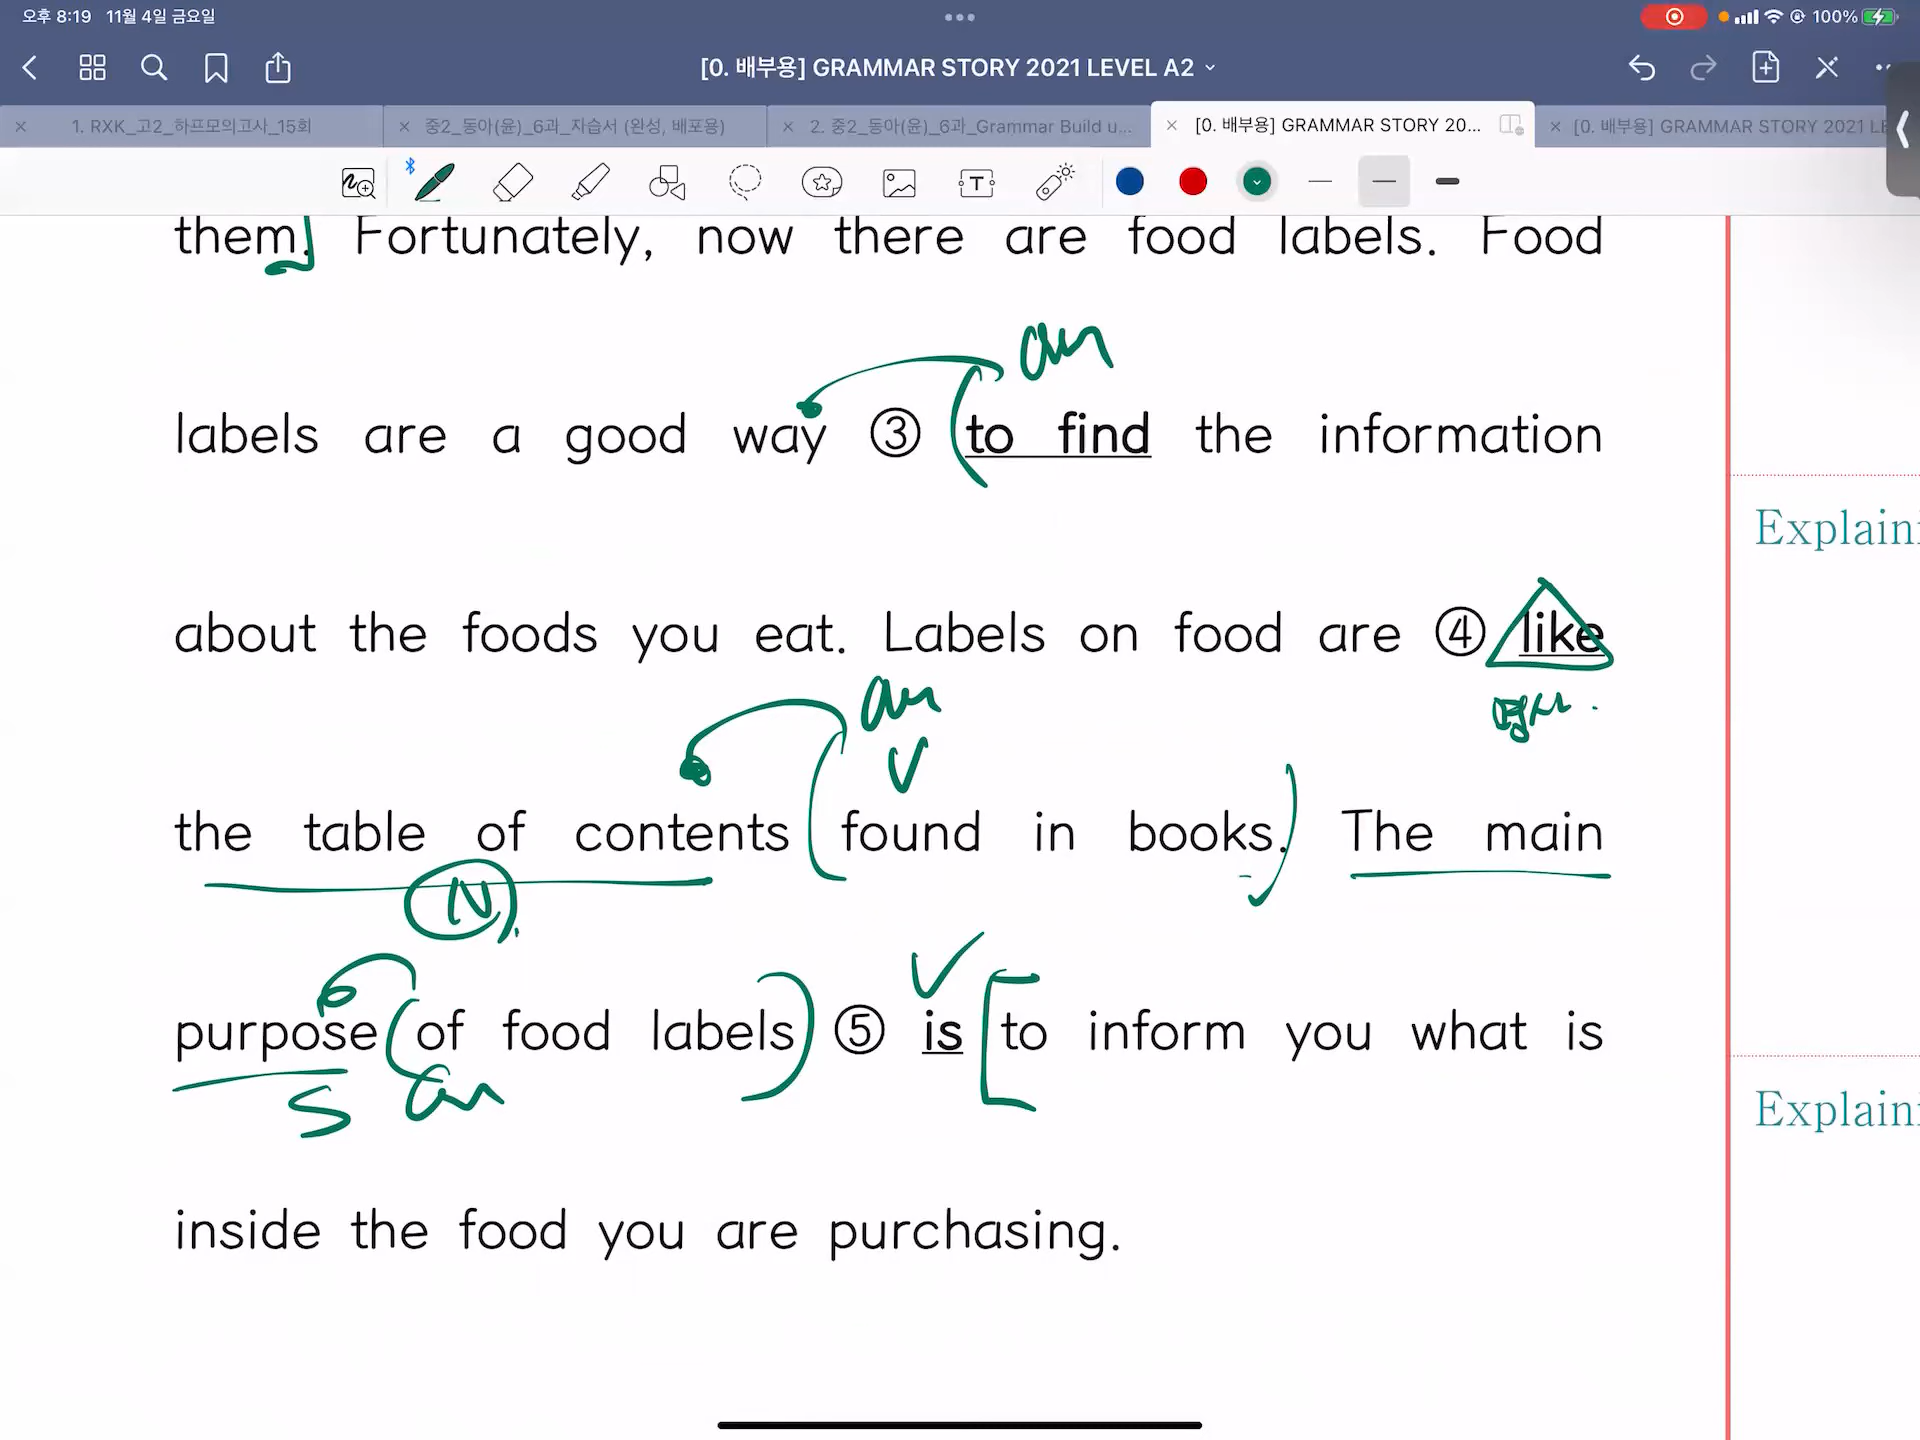 오후 8:19 11월 4일 금요일 100%
[0. 배부용] GRAMMAR STORY 2021 LEVEL A2
1. RXK_고2_하프모의고사_15회 중2_동아(윤)_6과_자습서 (완성, 배포용) 2. 중2_동아(윤)_6과_Grammar Build u... [0. 배부용] GRAMMAR STORY 20... [0. 배부용] GRAMMAR STORY 2021 LE
them. Fortunately, now there are food labels. Food
labels are a good way ③ to find the information
Explaini
about the foods you eat. Labels on food are ④ like
V
the table of contents found in books. The main
N
purpose of food labels ⑤ is to inform you what is
S
Explaini
inside the food you are purchasing.